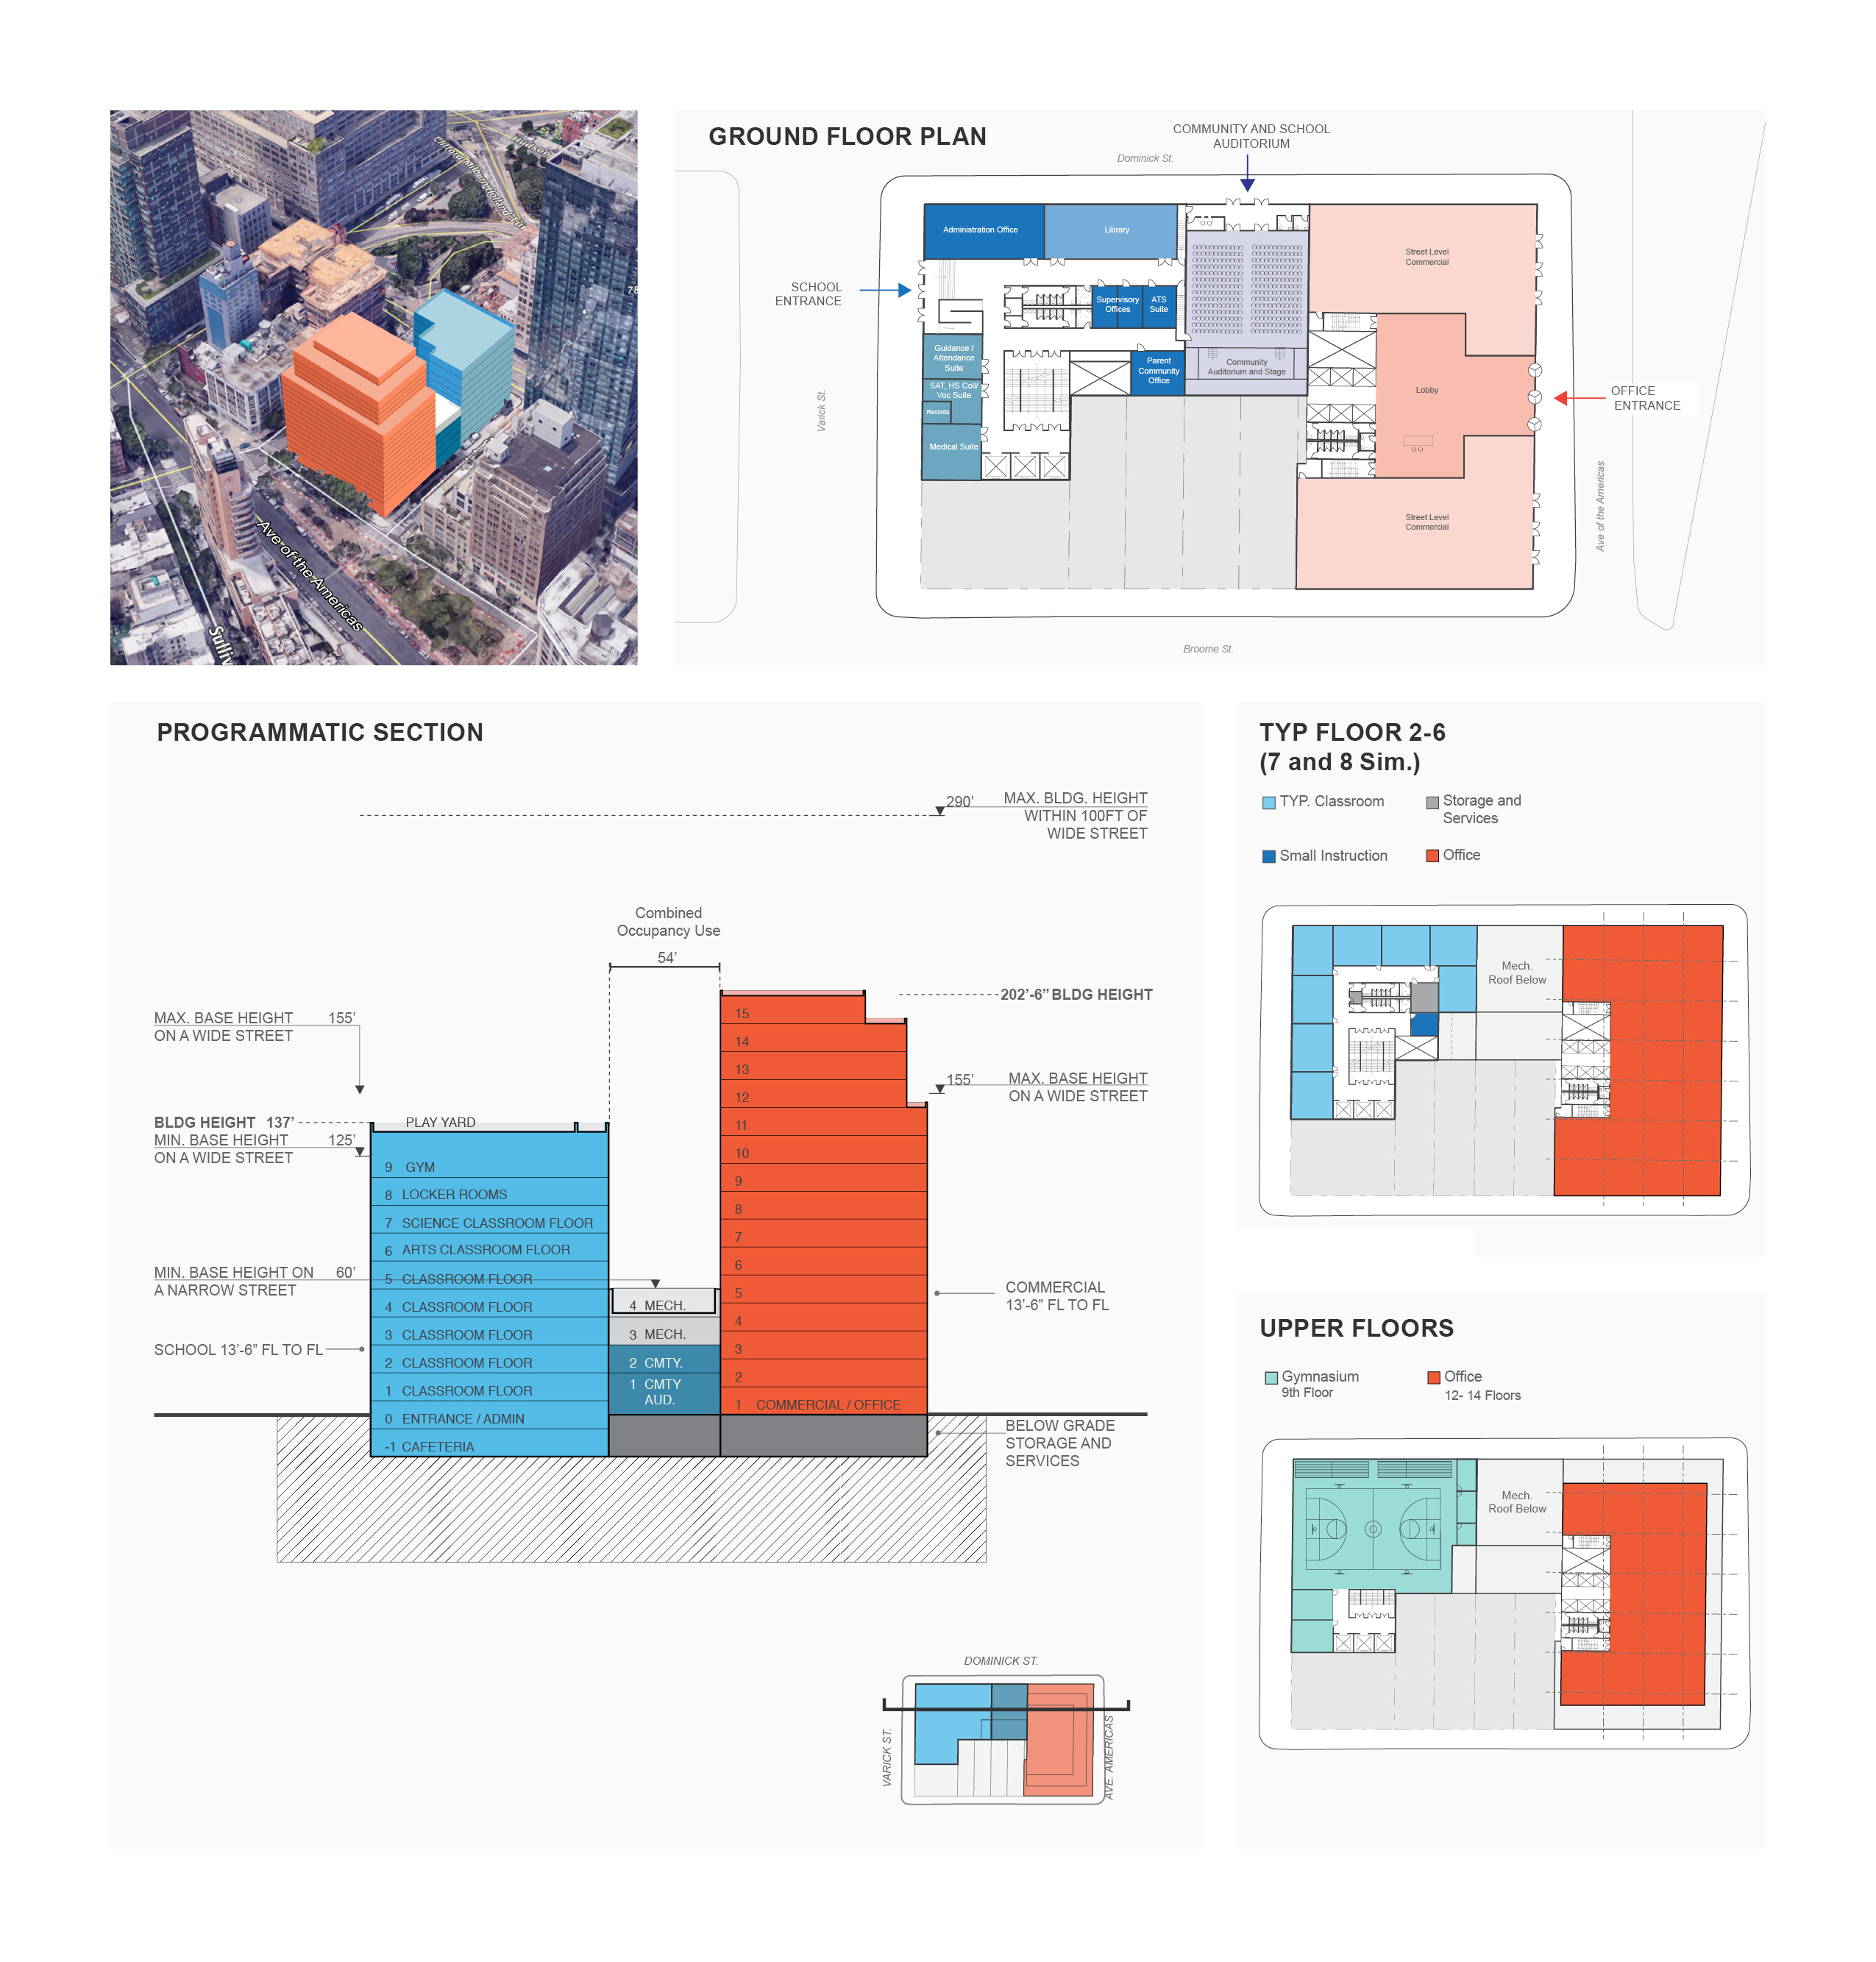 Ave of the Americas
78
GROUND FLOOR PLAN
COMMUNITY AND SCHOOL
AUDITORIUM
Dominick St.
Administration Office
Library
Street Level
Commercial
SCHOOL
ENTRANCE
Supervisory
Offices
ATS
Suite
Guidance /
Attendance
Suite
SAT, HS Coll/
Voc Suite
Records
Medical Suite
Parent
Community
Office
Community
Auditorium and Stage
Lobby
OFFICE
ENTRANCE
Varick St.
Ave of the Americas
Street Level
Commercial
Broome St.
PROGRAMMATIC SECTION
290’ MAX. BLDG. HEIGHT
WITHIN 100FT OF
WIDE STREET
Combined
Occupancy Use
54’
202’-6” BLDG HEIGHT
MAX. BASE HEIGHT 155’
ON A WIDE STREET
155’ MAX. BASE HEIGHT
ON A WIDE STREET
BLDG HEIGHT 137’
MIN. BASE HEIGHT 125’
ON A WIDE STREET
MIN. BASE HEIGHT ON 60’
A NARROW STREET
SCHOOL 13’-6” FL TO FL
PLAY YARD
9 GYM
8 LOCKER ROOMS
7 SCIENCE CLASSROOM FLOOR
6 ARTS CLASSROOM FLOOR
5 CLASSROOM FLOOR
4 CLASSROOM FLOOR
3 CLASSROOM FLOOR
2 CLASSROOM FLOOR
1 CLASSROOM FLOOR
0 ENTRANCE / ADMIN
-1 CAFETERIA
4 MECH.
3 MECH.
2 CMTY.
1 CMTY
AUD.
15
14
13
12
11
10
9
8
7
6
5
4
3
2
1 COMMERCIAL / OFFICE
COMMERCIAL
13’-6” FL TO FL
BELOW GRADE
STORAGE AND
SERVICES
DOMINICK ST.
VARICK ST.
AVE. AMERICAS
TYP FLOOR 2-6
(7 and 8 Sim.)
TYP. Classroom
Storage and
Services
Small Instruction
Office
Mech.
Roof Below
UPPER FLOORS
Gymnasium
9th Floor
Office
12- 14 Floors
Mech.
Roof Below